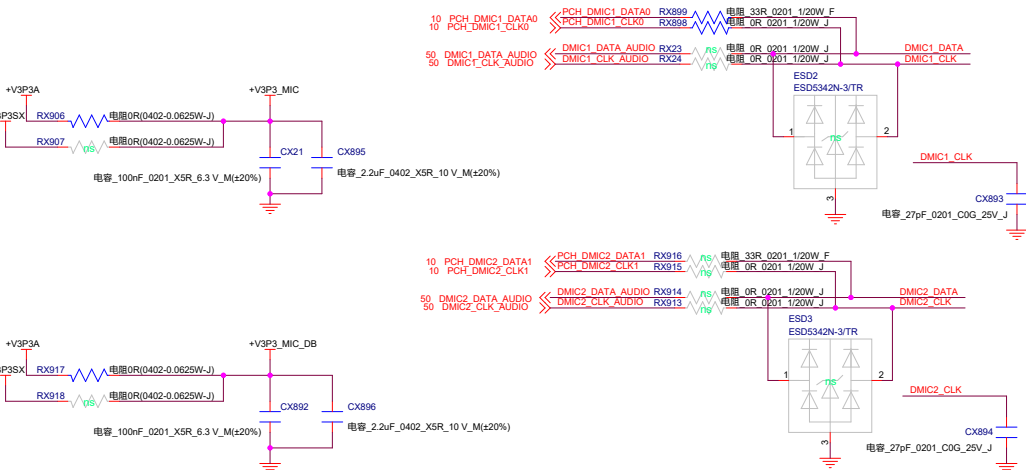 10 PCH_DMIC1_DATA0 PCH_DMIC1_DATA0 RX899 电阻_33R_0201_1/20W_F
10 PCH_DMIC1_CLK0 PCH_DMIC1_CLK0 RX898 电阻_0R_0201_1/20W_J
50 DMIC1_DATA_AUDIO DMIC1_DATA_AUDIO RX23 ns 电阻_0R_0201_1/20W_J DMIC1_DATA
50 DMIC1_CLK_AUDIO DMIC1_CLK_AUDIO RX24 ns 电阻_0R_0201_1/20W_J DMIC1_CLK
ESD2
ESD5342N-3/TR
+V3P3A +V3P3_MIC
P3SX RX906 电阻0R(0402-0.0625W-J)
RX907 ns 电阻0R(0402-0.0625W-J)
1 ns 2
CX21 CX895
DMIC1_CLK
电容_100nF_0201_X5R_6.3 V_M(±20%) 电容_2.2uF_0402_X5R_10 V_M(±20%)
3
CX893
电容_27pF_0201_C0G_25V_J
10 PCH_DMIC2_DATA1 PCH_DMIC2_DATA1 RX916 ns 电阻_33R_0201_1/20W_F
10 PCH_DMIC2_CLK1 PCH_DMIC2_CLK1 RX915 ns 电阻_0R_0201_1/20W_J
50 DMIC2_DATA_AUDIO DMIC2_DATA_AUDIO RX914 ns 电阻_0R_0201_1/20W_J DMIC2_DATA
50 DMIC2_CLK_AUDIO DMIC2_CLK_AUDIO RX913 ns 电阻_0R_0201_1/20W_J DMIC2_CLK
ESD3
ESD5342N-3/TR
+V3P3A +V3P3_MIC_DB
P3SX RX917 电阻0R(0402-0.0625W-J)
RX918 ns 电阻0R(0402-0.0625W-J)
1 ns 2
DMIC2_CLK
CX892 CX896
电容_100nF_0201_X5R_6.3 V_M(±20%) 电容_2.2uF_0402_X5R_10 V_M(±20%)
3
CX894
电容_27pF_0201_C0G_25V_J